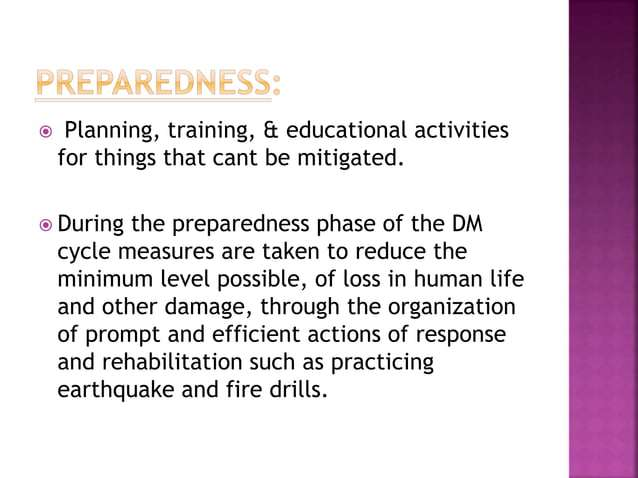 PREPAREDNESS:
Planning, training, & educational activities
for things that cant be mitigated.
During the preparedness phase of the DM
cycle measures are taken to reduce the
minimum level possible, of loss in human life
and other damage, through the organization
of prompt and efficient actions of response
and rehabilitation such as practicing
earthquake and fire drills.